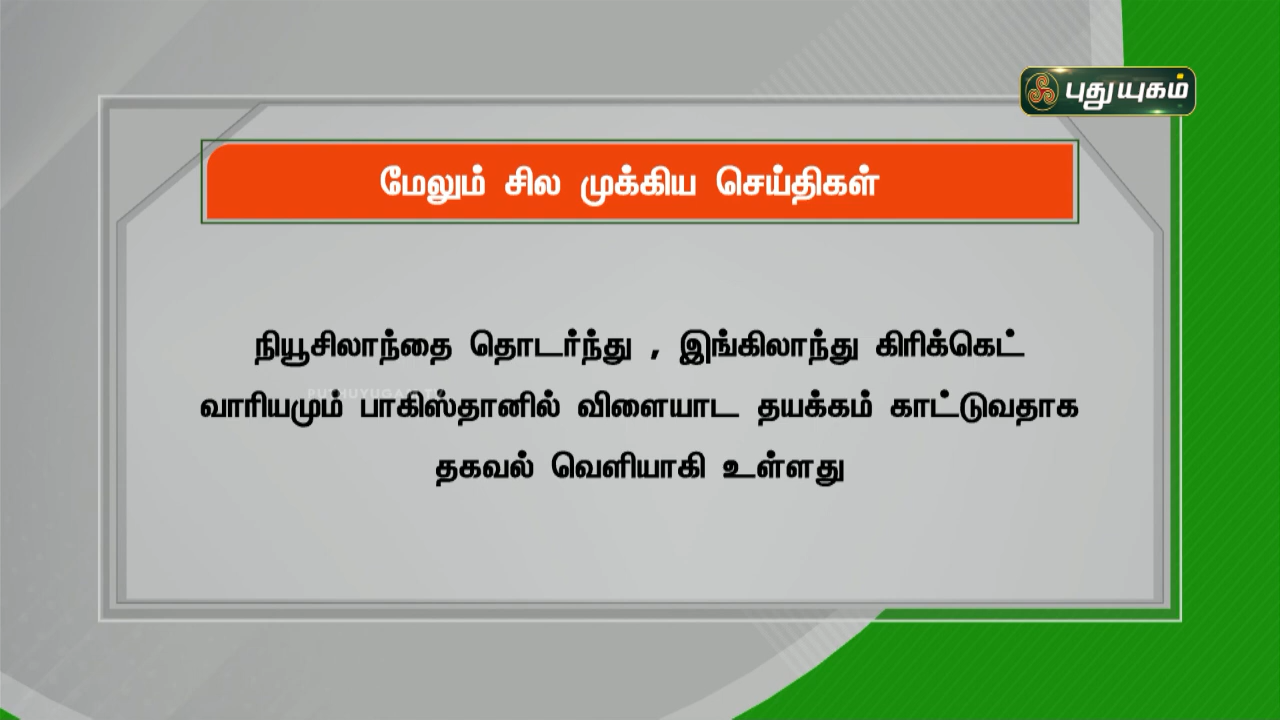 புதுயுகம்
மேலும் சில முக்கிய செய்திகள்
நியூசிலாந்தை தொடர்ந்து , இங்கிலாந்து கிரிக்கெட்
வாரியமும் பாகிஸ்தானில் விளையாட தயக்கம் காட்டுவதாக
தகவல் வெளியாகி உள்ளது